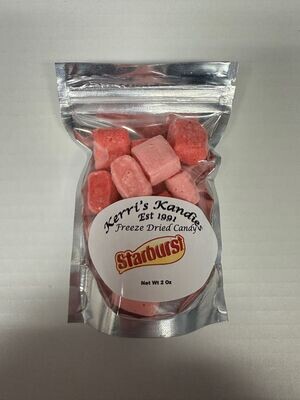 Kerri's Kandies
Est 1991
Freeze Dried Candy
Starburst
Net Wt 2 Oz